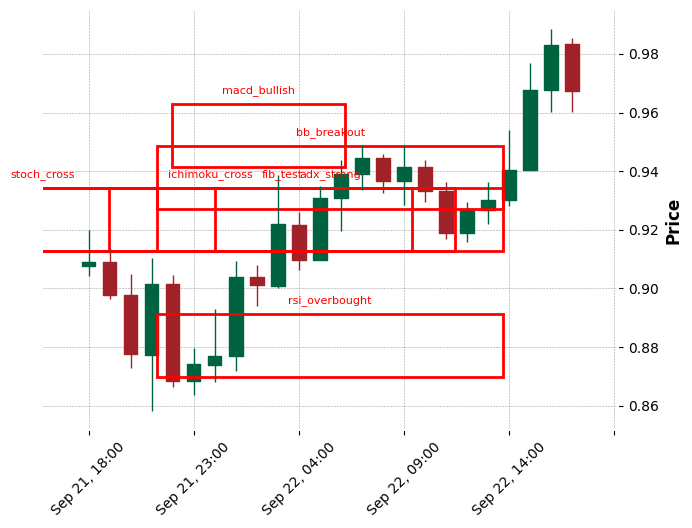 macd_bullish
bb_breakout
stoch_cross
ichimoku_cross
fib_test
adx_strong
rsi_overbought
0.98
0.96
0.94
0.92
0.90
0.88
0.86
Price
Sep 21, 18:00
Sep 21, 23:00
Sep 22, 04:00
Sep 22, 09:00
Sep 22, 14:00